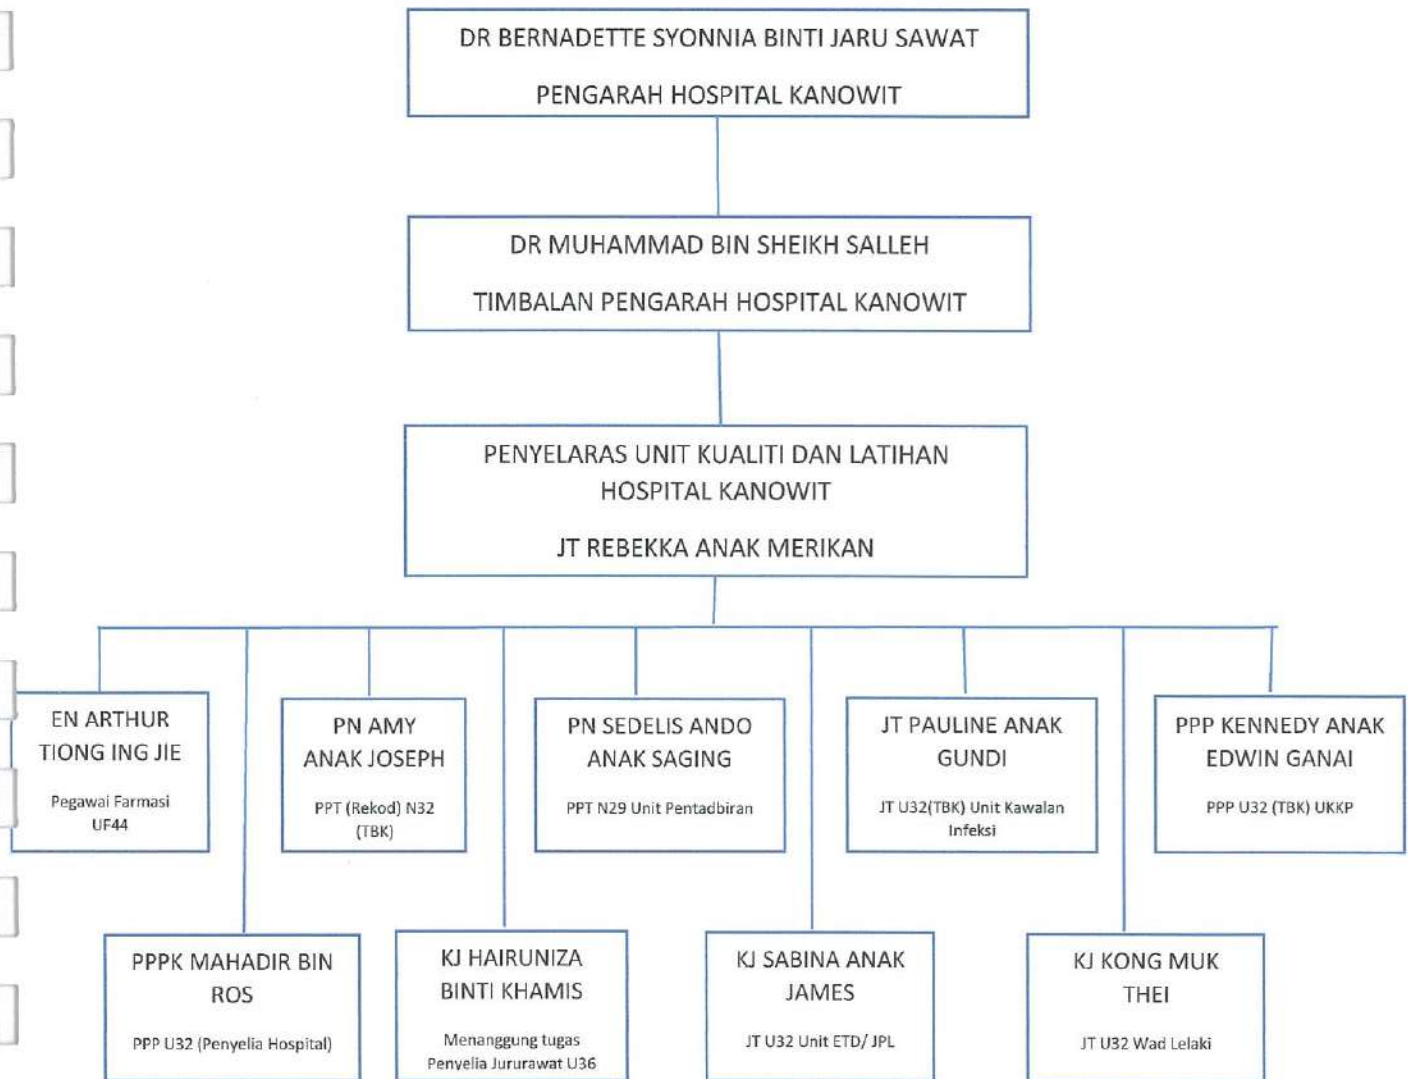 DR BERNADETTE SYONNIA BINTI JARU SAWAT
PENGARAH HOSPITAL KANOWIT
DR MUHAMMAD BIN SHEIKH SALLEH
TIMBALAN PENGARAH HOSPITAL KANOWIT
PENYELARAS UNIT KUALITI DAN LATIHAN
HOSPITAL KANOWIT
JT REBEKKA ANAK MERIKAN
EN ARTHUR
TIONG ING JIE
Pegawai Farmasi
UF44
PN AMY
ANAK JOSEPH
PPT (Rekod) N32
(TBK)
PN SEDELIS ANDO
ANAK SAGING
PPT N29 Unit Pentadbiran
JT PAULINE ANAK
GUNDI
JT U32(TBK) Unit Kawalan
Infeksi
PPP KENNEDY ANAK
EDWIN GANAI
PPP U32 (TBK) UKKP
PPPK MAHADIR BIN
ROS
PPP U32 (Penyelia Hospital)
KJ HAIRUNIZA
BINTI KHAMIS
Menanggung tugas
Penyelia Jururawat U36
KJ SABINA ANAK
JAMES
JT U32 Unit ETD/ JPL
KJ KONG MUK
THEI
JT U32 Wad Lelaki